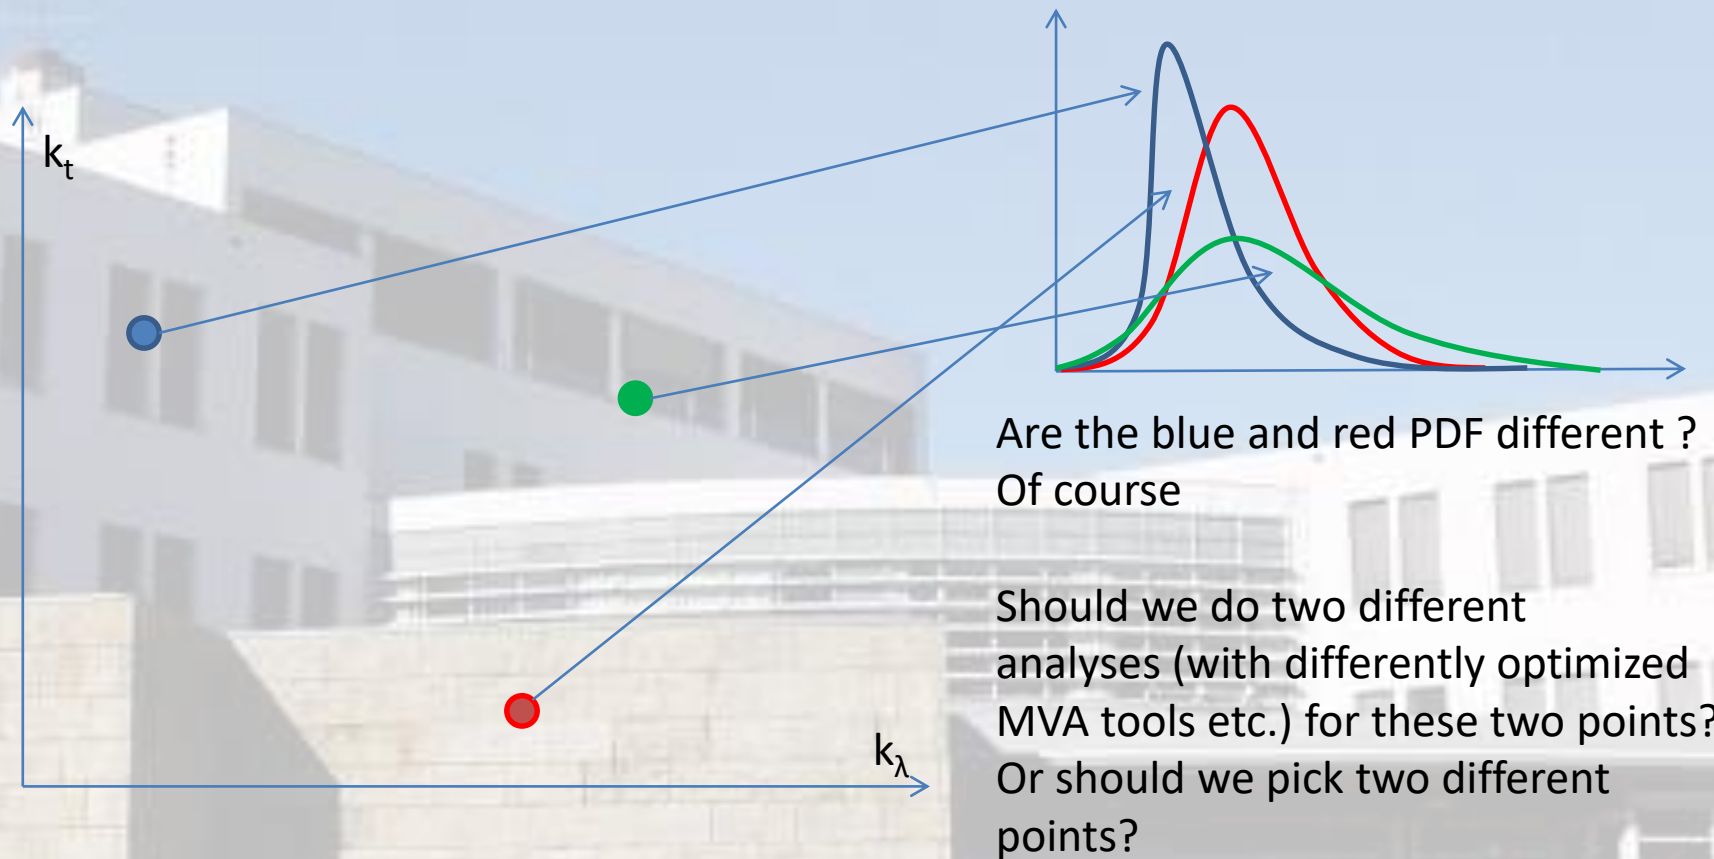 kt
kλ
Are the blue and red PDF different ?
Of course
Should we do two different
analyses (with differently optimized
MVA tools etc.) for these two points?
Or should we pick two different
points?